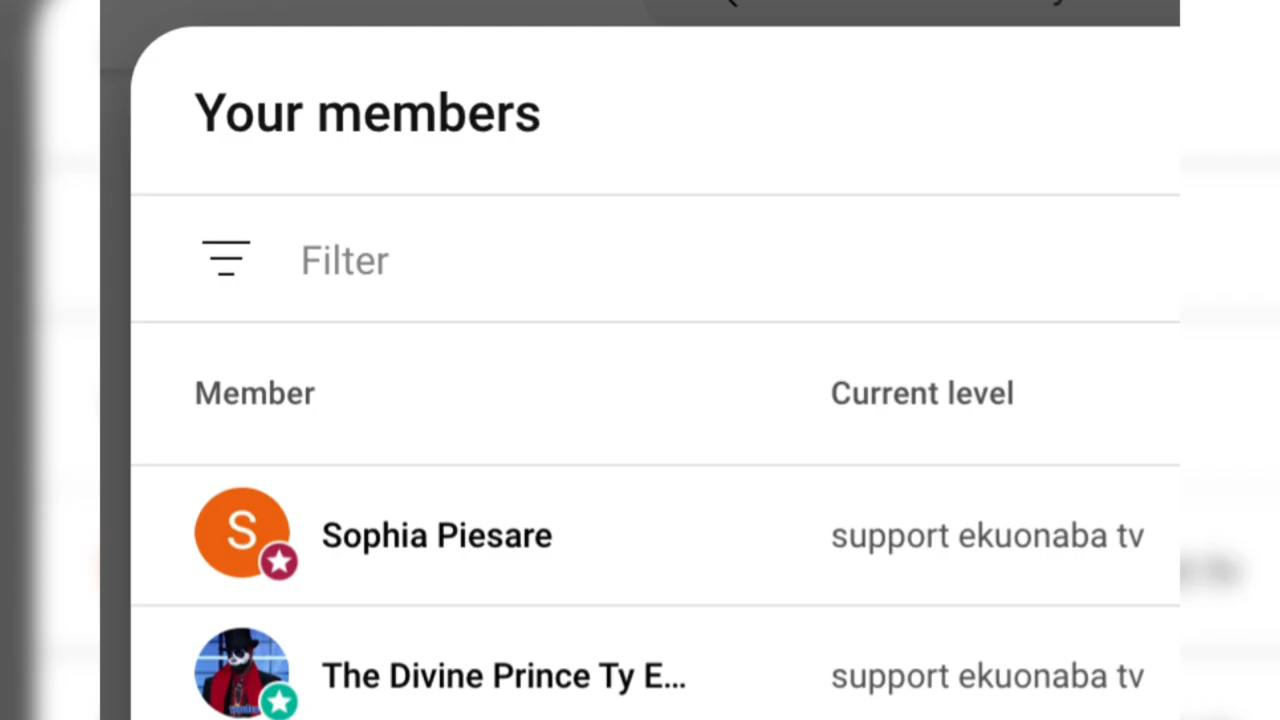 Your members
Filter
Member Current level
S Sophia Piesare support ekuonaba tv
The Divine Prince Ty E... support ekuonaba tv